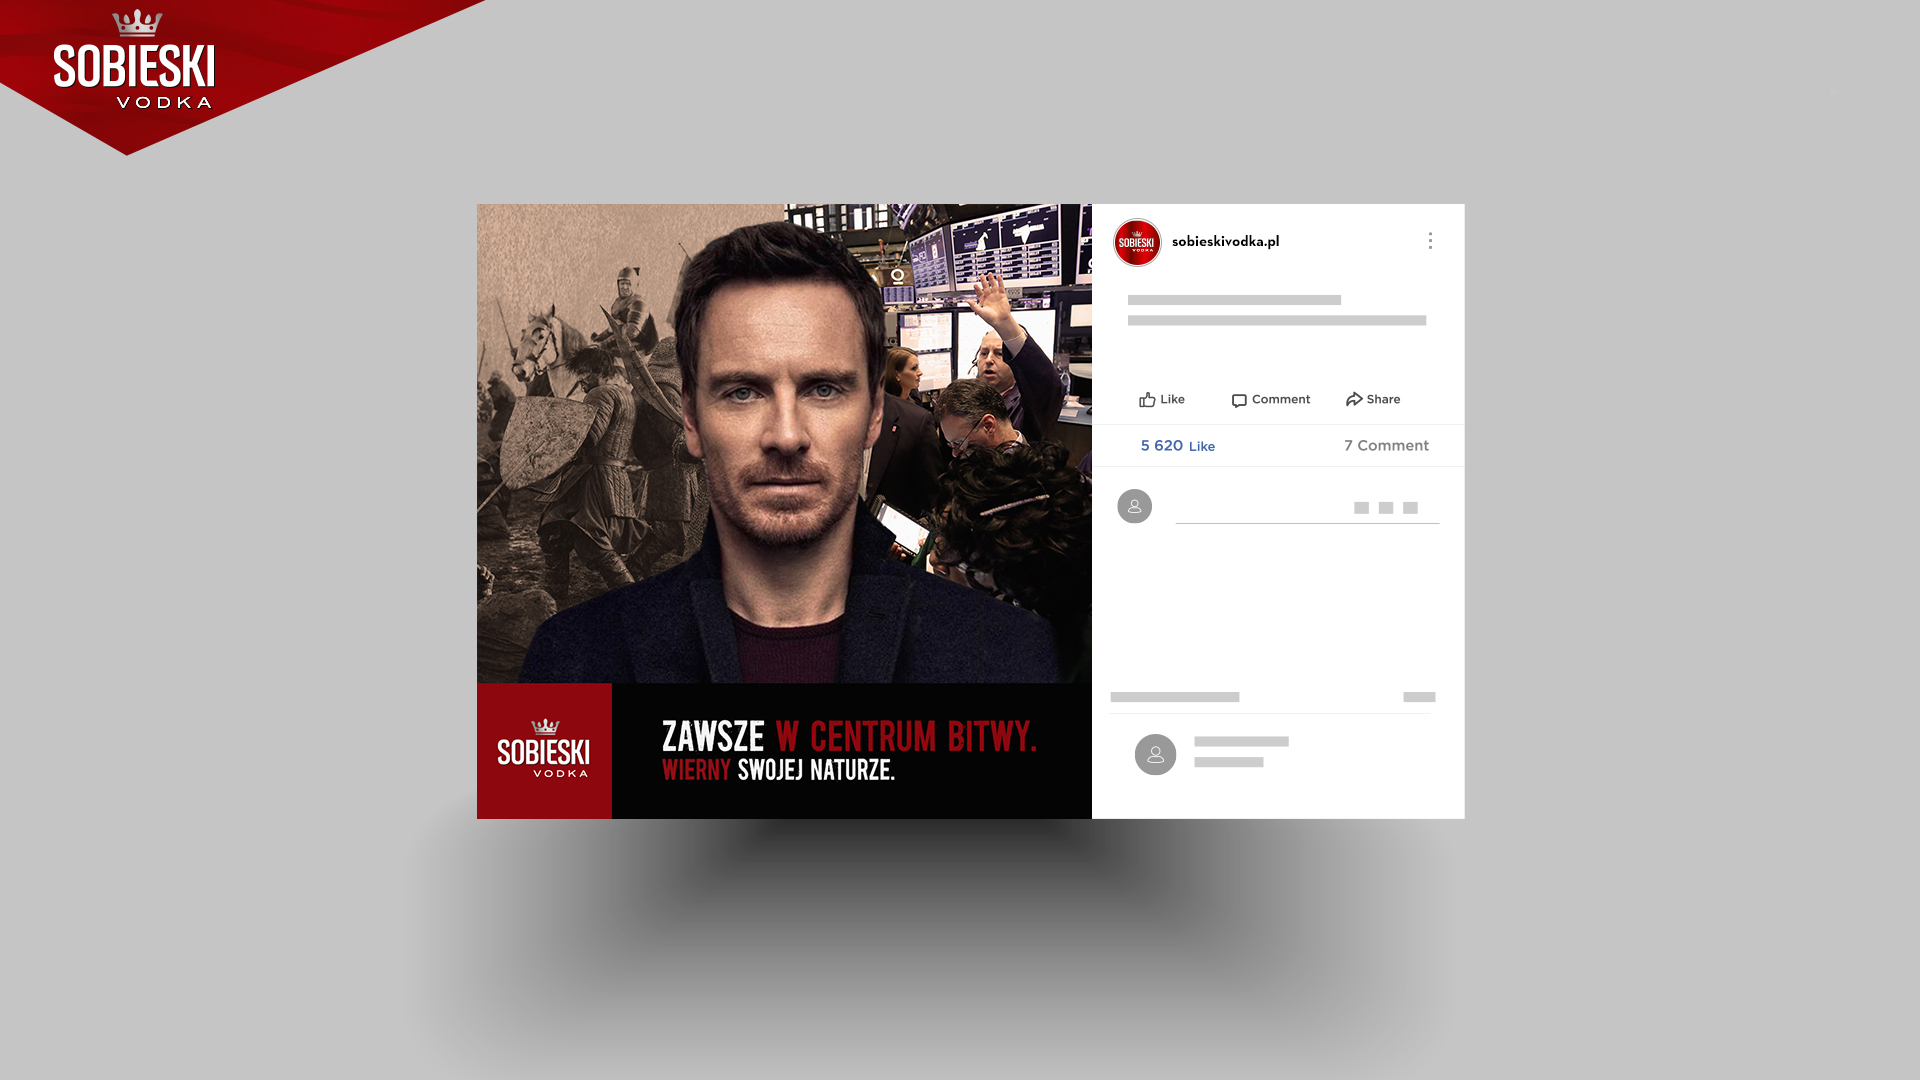 SOBIESKI
VODKA
SOBIESKI
VODKA
sobieskivodka.pl
Like
Comment
Share
5 620 Like
7 Comment
SOBIESKI
VODKA
ZAWSZE W CENTRUM BITWY.
WIERNY SWOJEJ NATURZE.